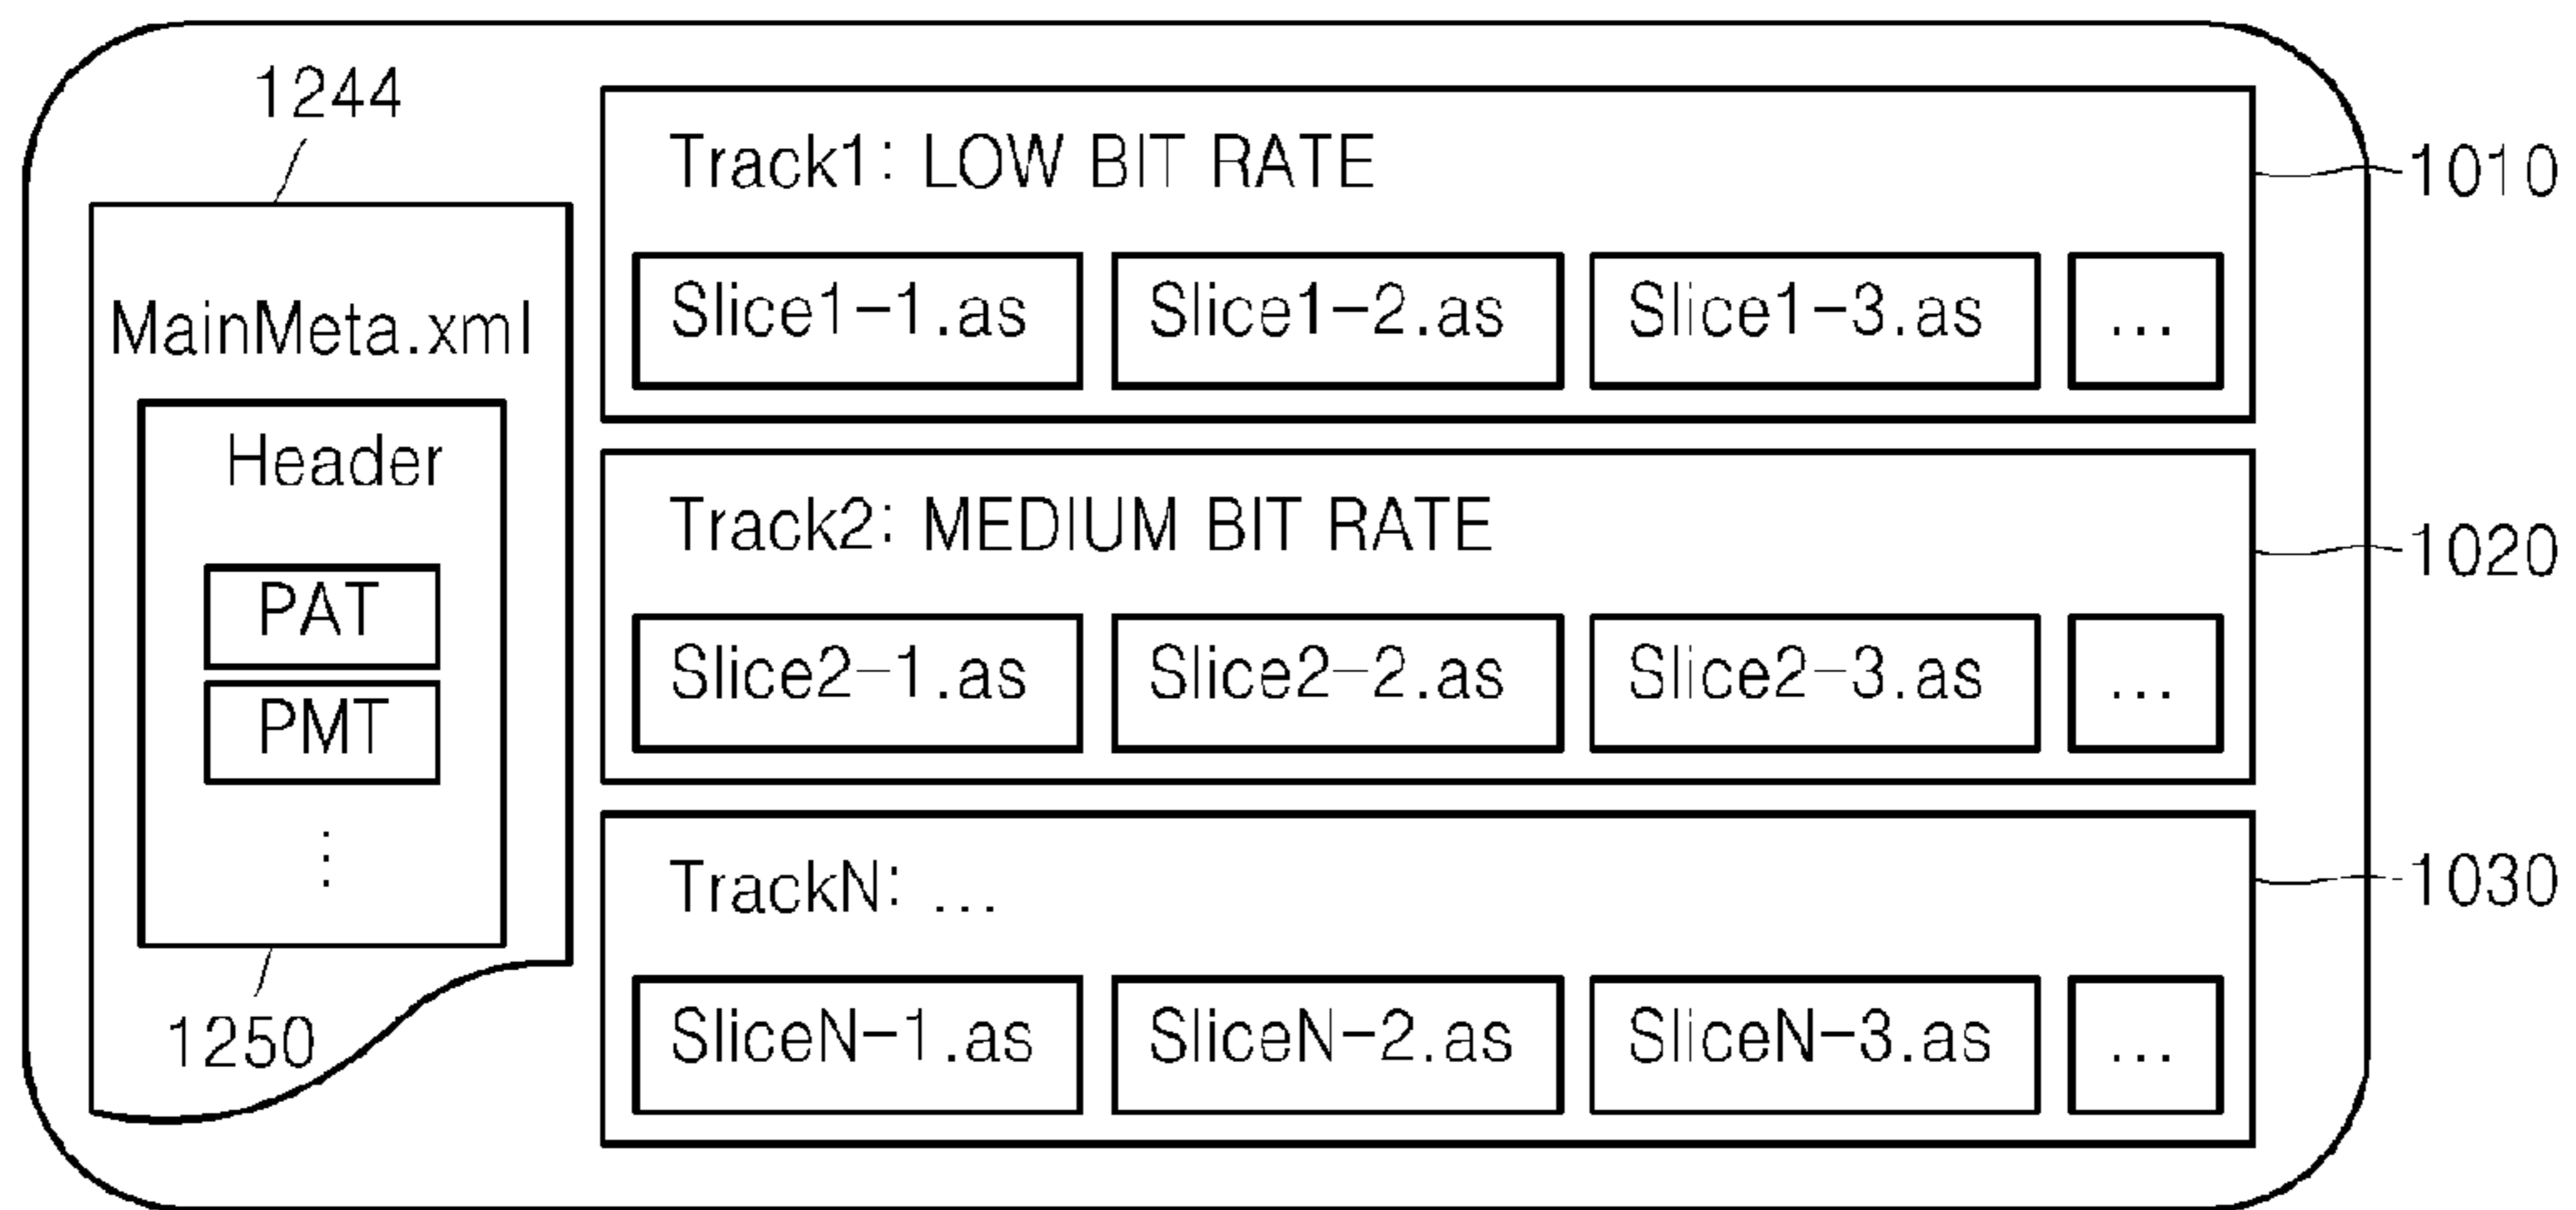 1244
MainMeta.xml
Header
PAT
PMT
⋮
1250
Track1: LOW BIT RATE
1010
Slice1-1.as
Slice1-2.as
Slice1-3.as
...
Track2: MEDIUM BIT RATE
1020
Slice2-1.as
Slice2-2.as
Slice2-3.as
...
TrackN: ...
1030
SliceN-1.as
SliceN-2.as
SliceN-3.as
...